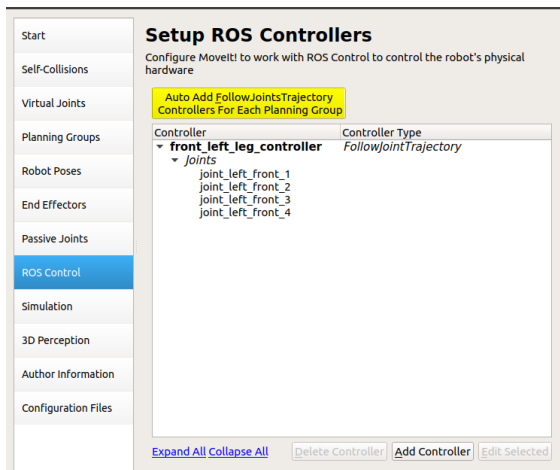 Start
Self-Collisions
Virtual Joints
Planning Groups
Robot Poses
End Effectors
Passive Joints
ROS Control
Simulation
3D Perception
Author Information
Configuration Files
Setup ROS Controllers
Configure MoveIt! to work with ROS Control to control the robot's physical
hardware
Auto Add FollowJointsTrajectory
Controllers For Each Planning Group
Controller Controller Type
front_left_leg_controller FollowJointTrajectory
Joints
joint_left_front_1
joint_left_front_2
joint_left_front_3
joint_left_front_4
Expand All Collapse All Delete Controller Add Controller Edit Selected